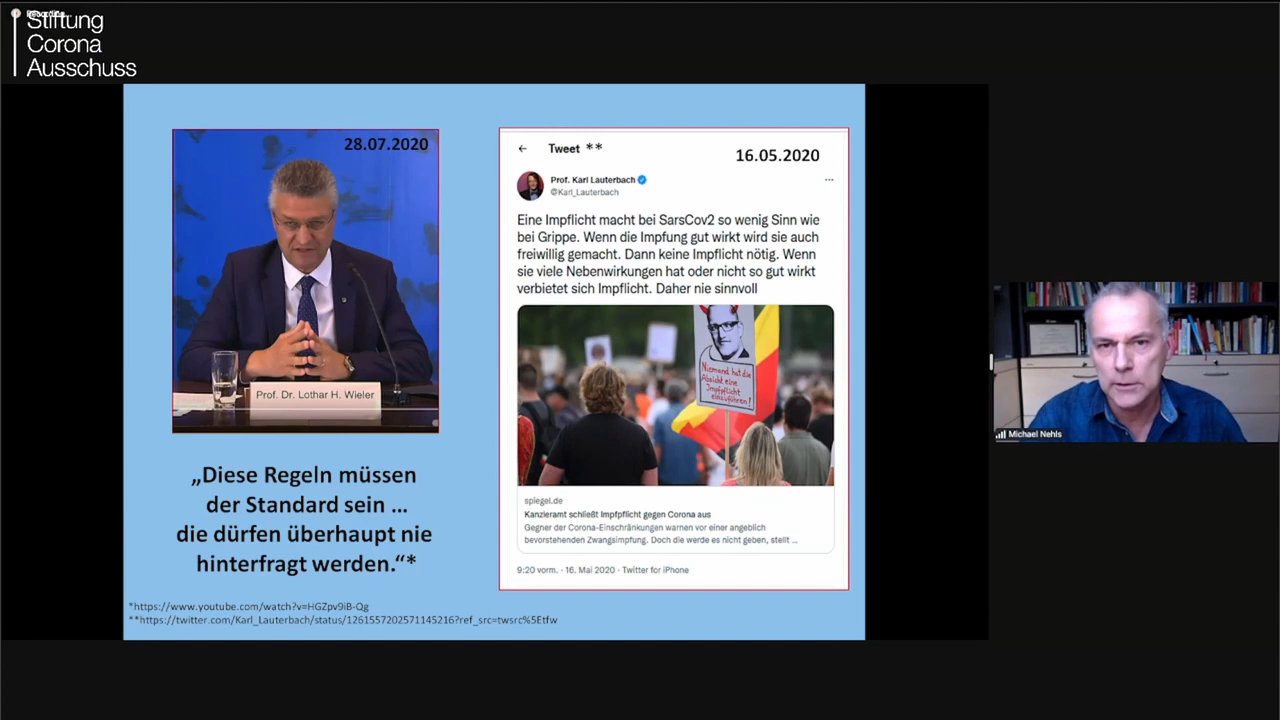 Stiftung
Corona
Ausschuss
28.07.2020
Prof. Dr. Lothar H. Wieler
„Diese Regeln müssen
der Standard sein ...
die dürfen überhaupt nie
hinterfragt werden.“*
Tweet **
16.05.2020
Prof. Karl Lauterbach
@Karl_Lauterbach
Eine Impflicht macht bei SarsCov2 so wenig Sinn wie
bei Grippe. Wenn die Impfung gut wirkt wird sie auch
freiwillig gemacht. Dann keine Impflicht nötig. Wenn
sie viele Nebenwirkungen hat oder nicht so gut wirkt
verbietet sich Impflicht. Daher nie sinnvoll
Niemand hat die
Absicht eine
Impfpflicht
einzuführen!
spiegel.de
Kanzleramt schließt Impfpflicht gegen Corona aus
Gegner der Corona-Einschränkungen warnen vor einer angeblich
bevorstehenden Zwangsimpfung. Doch die werde es nicht geben, stellt ...
9:20 vorm. · 16. Mai 2020 · Twitter for iPhone
*https://www.youtube.com/watch?v=HGZpv9iB-Qg
**https://twitter.com/Karl_Lauterbach/status/1261557202571145216?ref_src=twsrc%5Etfw
Michael Nehls